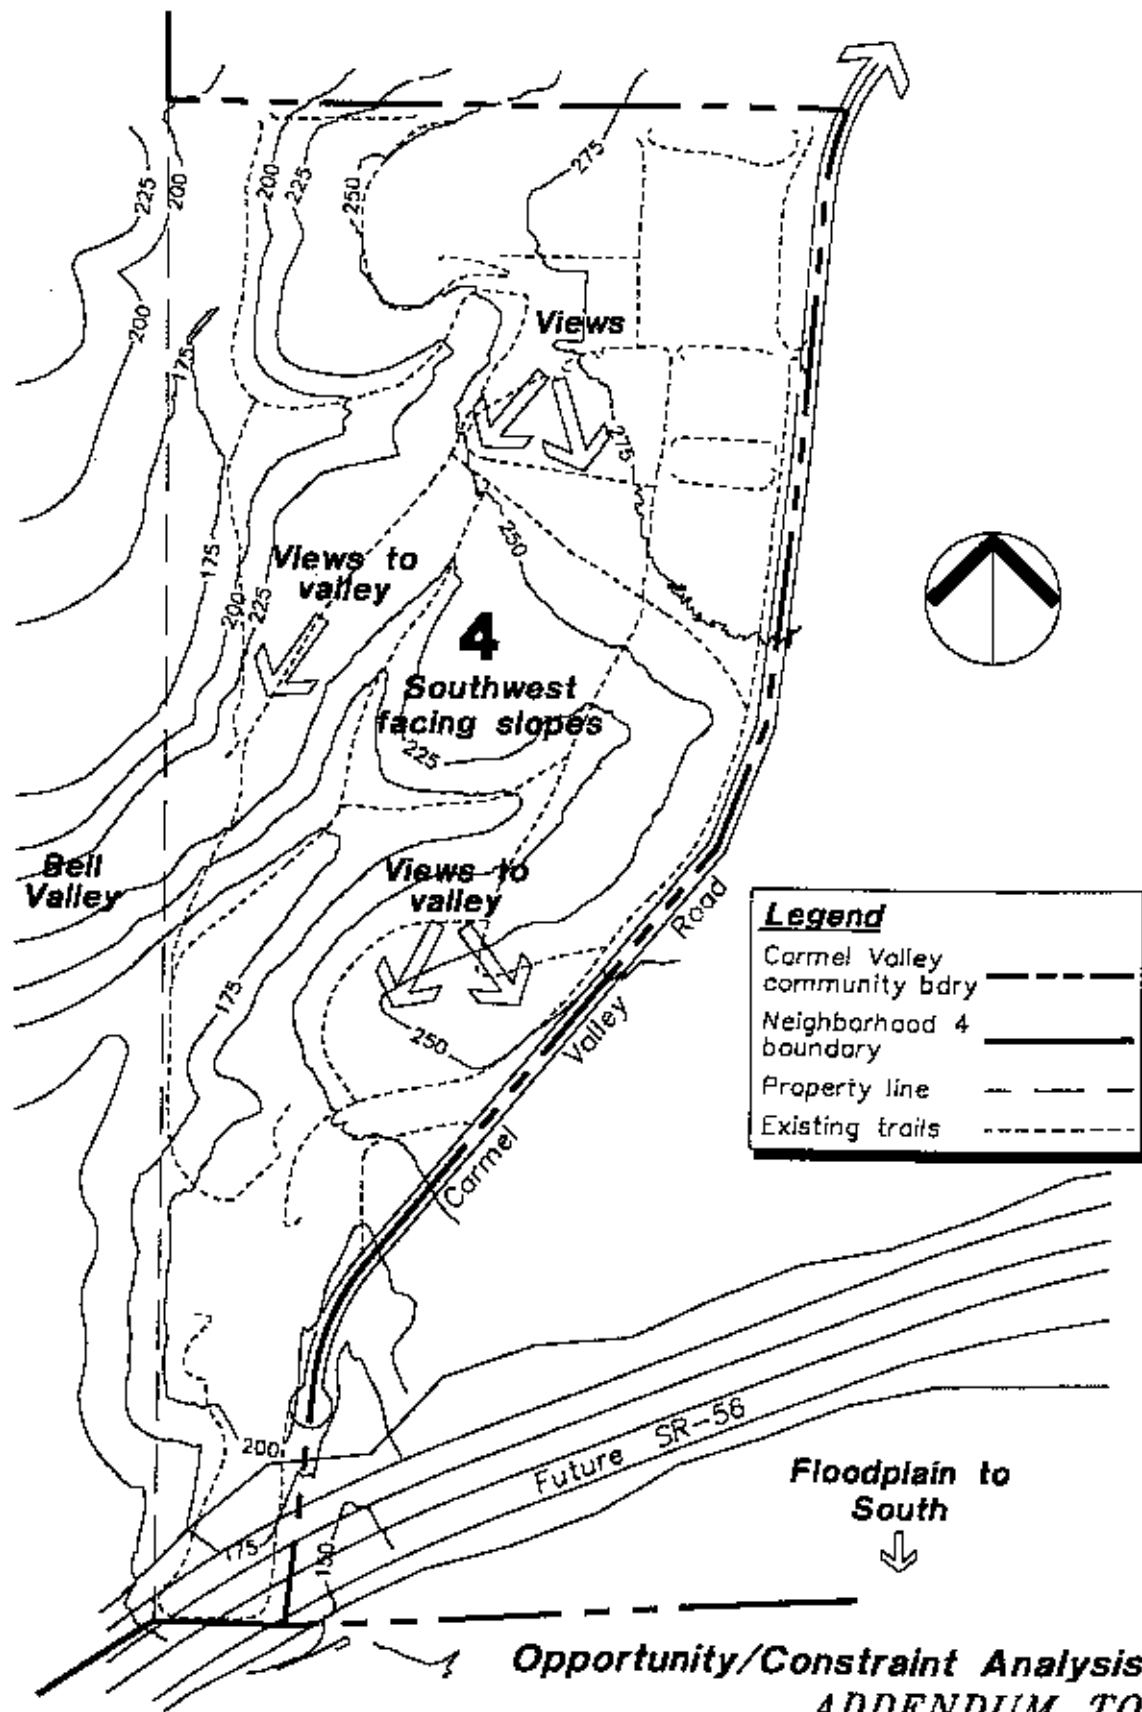 275
225
200
200
225
250
200
175
Views
275
250
175
200
225
Views to
valley
4
Southwest
facing slopes
225
Bell
Valley
Views to
valley
Carmel Valley Road
175
250
Legend
Carmel Valley
community bdry
Neighborhood 4
boundary
Property line
Existing trails
200
175
150
Future SR-56
Floodplain to
South
Opportunity/Constraint Analysis
ADDENDUM TO